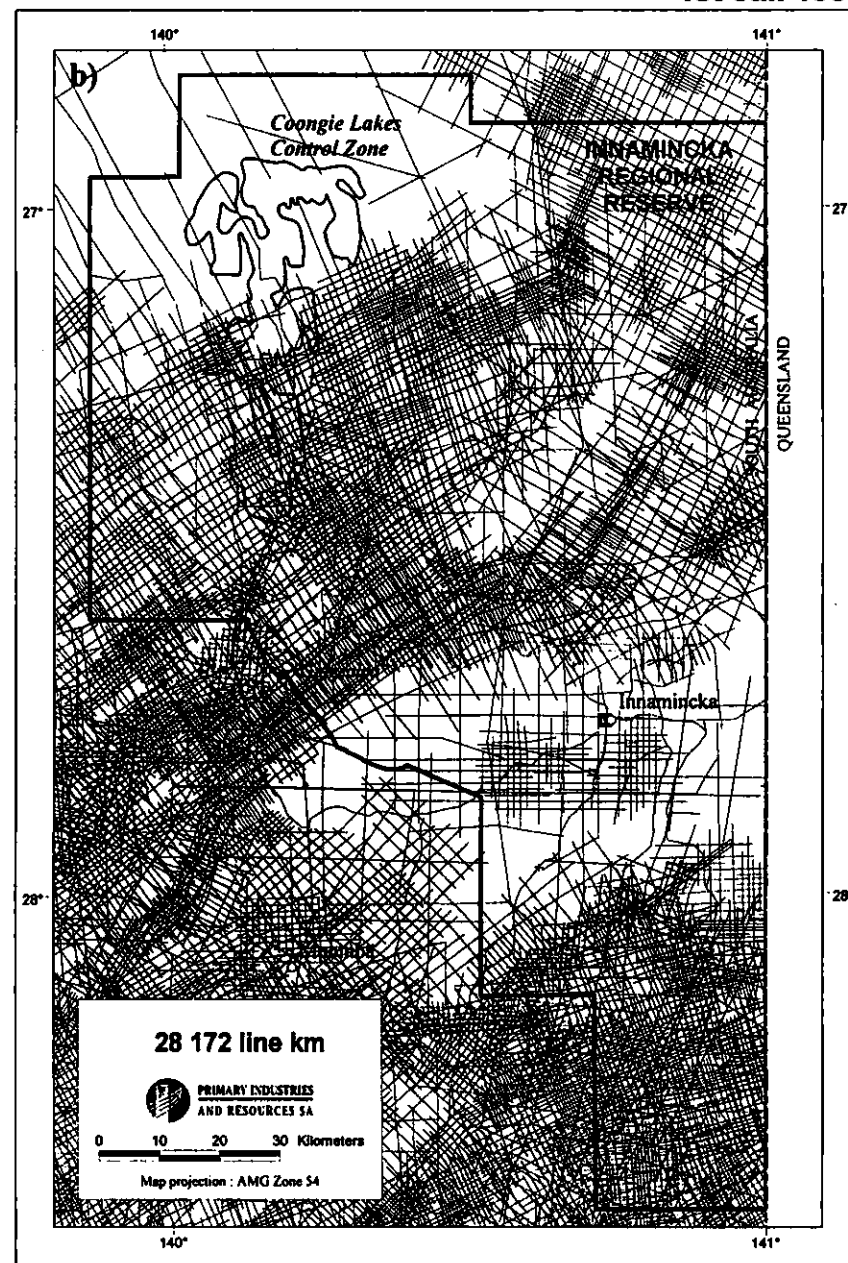 140°
141°
b)
Coongie Lakes
Control Zone
INNAMINCKA
REGIONAL
RESERVE
27°
27
SOUTH AUSTRALIA
QUEENSLAND
Innamincka
28°
28
28 172 line km
PRIMARY INDUSTRIES
AND RESOURCES SA
0 10 20 30 Kilometers
Map projection : AMG Zone 54
140°
141°